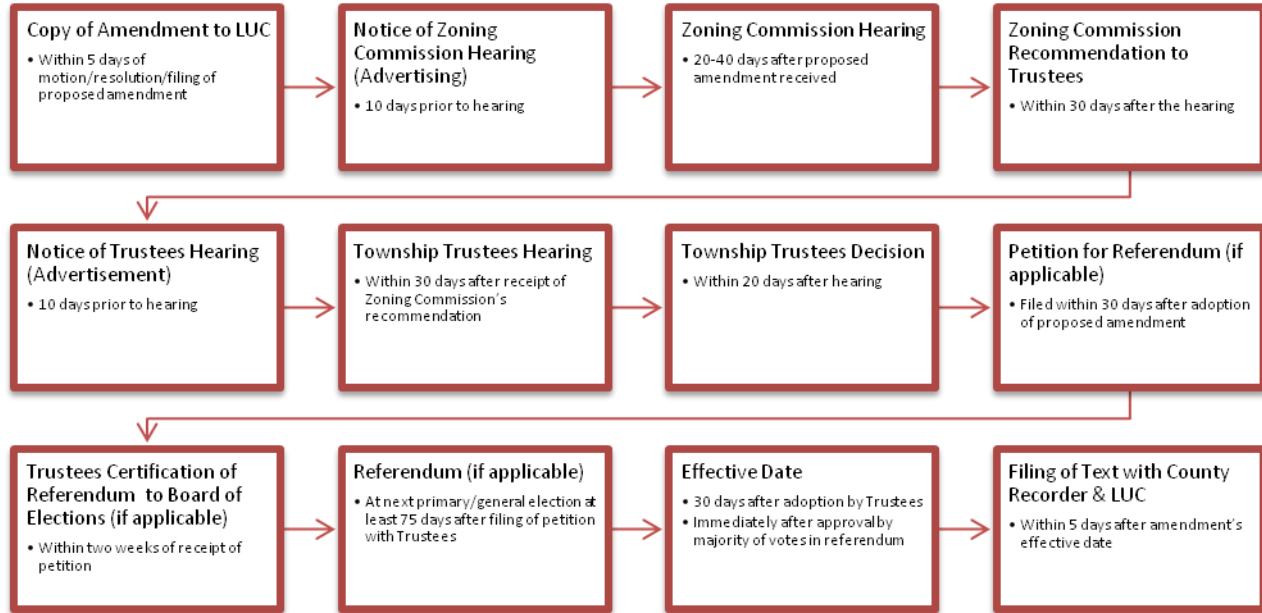 Copy of Amendment to LUC
• Within 5 days of
motion/resolution/filing of
proposed amendment
Notice of Zoning
Commission Hearing
(Advertising)
• 10 days prior to hearing
Zoning Commission Hearing
• 20-40 days after proposed
amendment received
Zoning Commission
Recommendation to
Trustees
• Within 30 days after the hearing
Notice of Trustees Hearing
(Advertisement)
• 10 days prior to hearing
Township Trustees Hearing
• Within 30 days after receipt of
Zoning Commission's
recommendation
Township Trustees Decision
• Within 20 days after hearing
Petition for Referendum (if
applicable)
• Filed within 30 days after adoption
of proposed amendment
Trustees Certification of
Referendum to Board of
Elections (if applicable)
• Within two weeks of receipt of
petition
Referendum (if applicable)
• At next primary/general election at
least 75 days after filing of petition
with Trustees
Effective Date
• 30 days after adoption by Trustees
• Immediately after approval by
majority of votes in referendum
Filing of Text with County
Recorder & LUC
• Within 5 days after amendment's
effective date